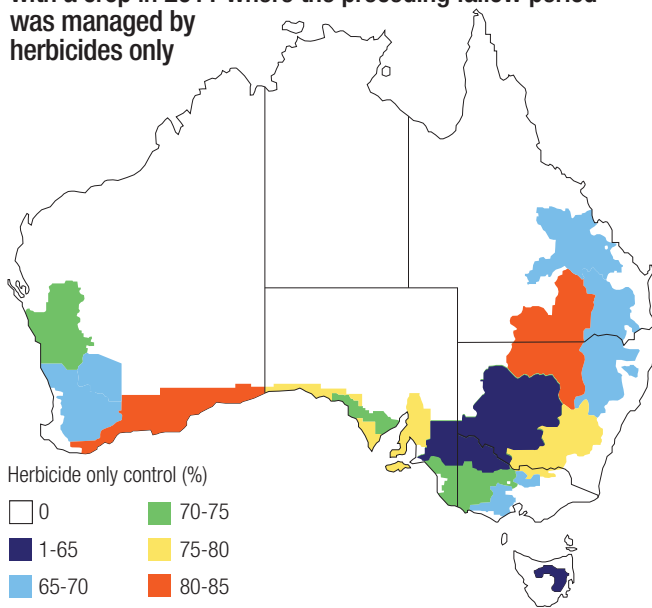 was managed by
herbicides only
Herbicide only control (%)
0
1-65
65-70
70-75
75-80
80-85